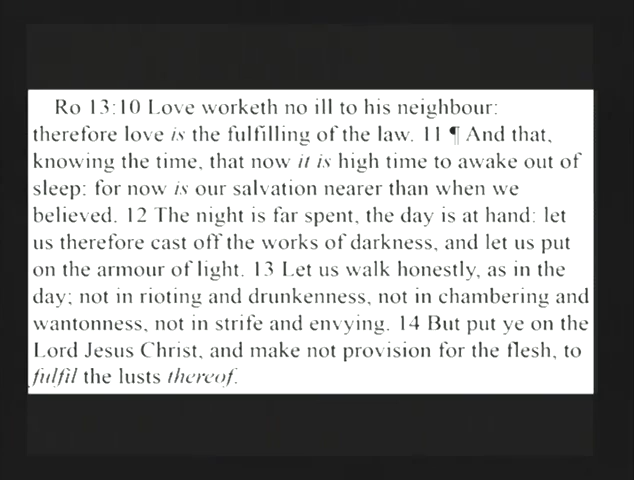 Ro 13:10 Love worketh no ill to his neighbour:
therefore love is the fulfilling of the law. 11 ¶ And that,
knowing the time, that now it is high time to awake out of
sleep: for now is our salvation nearer than when we
believed. 12 The night is far spent, the day is at hand: let
us therefore cast off the works of darkness, and let us put
on the armour of light. 13 Let us walk honestly, as in the
day; not in rioting and drunkenness, not in chambering and
wantonness, not in strife and envying. 14 But put ye on the
Lord Jesus Christ, and make not provision for the flesh, to
fulfil the lusts thereof.